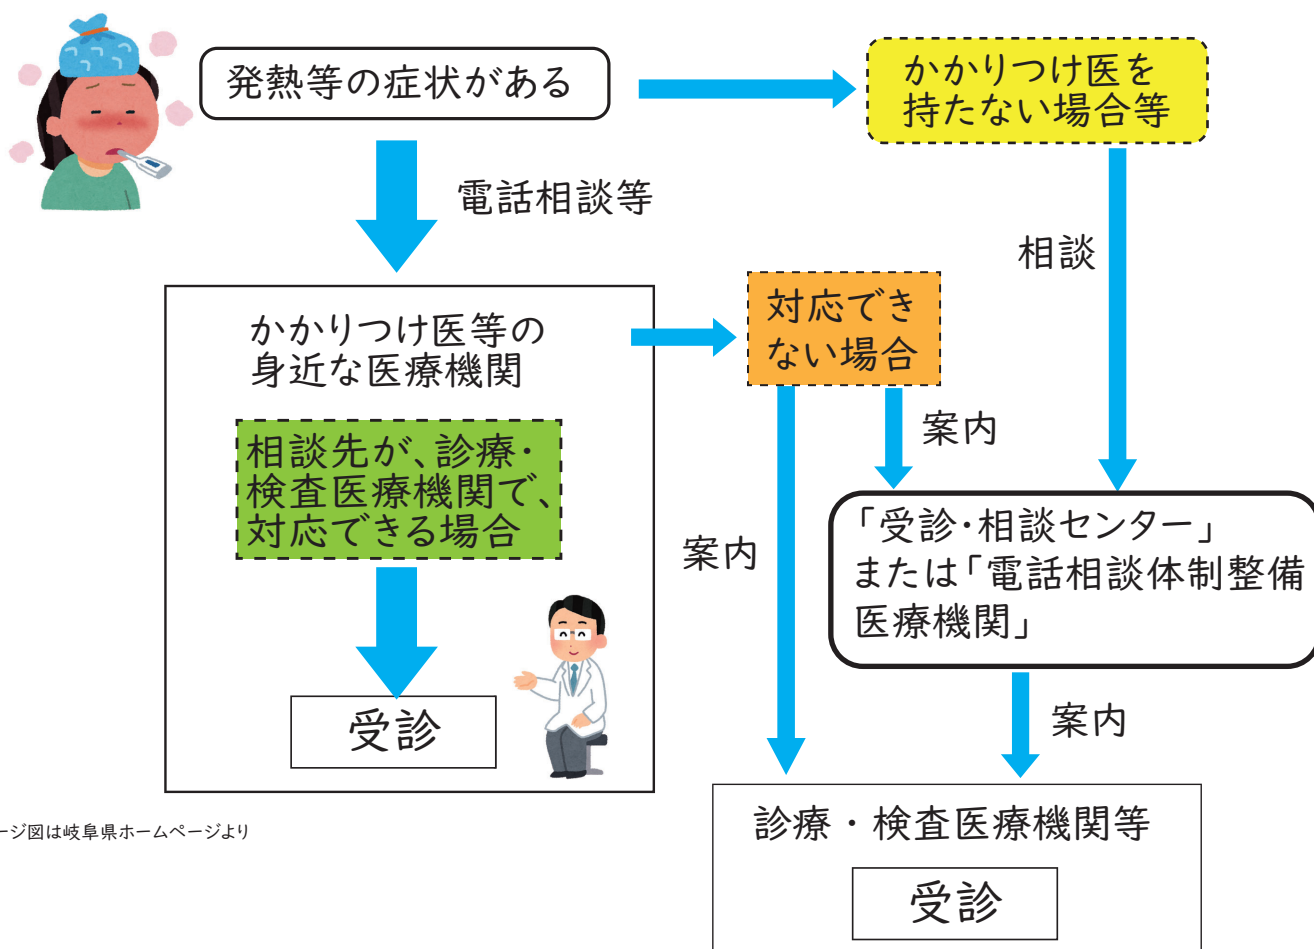 発熱等の症状がある
かかりつけ医を
持たない場合等
電話相談等
相談
かかりつけ医等の
身近な医療機関
対応でき
ない場合
相談先が、診療・
検査医療機関で、
対応できる場合
案内
案内
「受診・相談センター」
または「電話相談体制整備
医療機関」
受診
案内
診療・検査医療機関等
受診
ージ図は岐阜県ホームページより